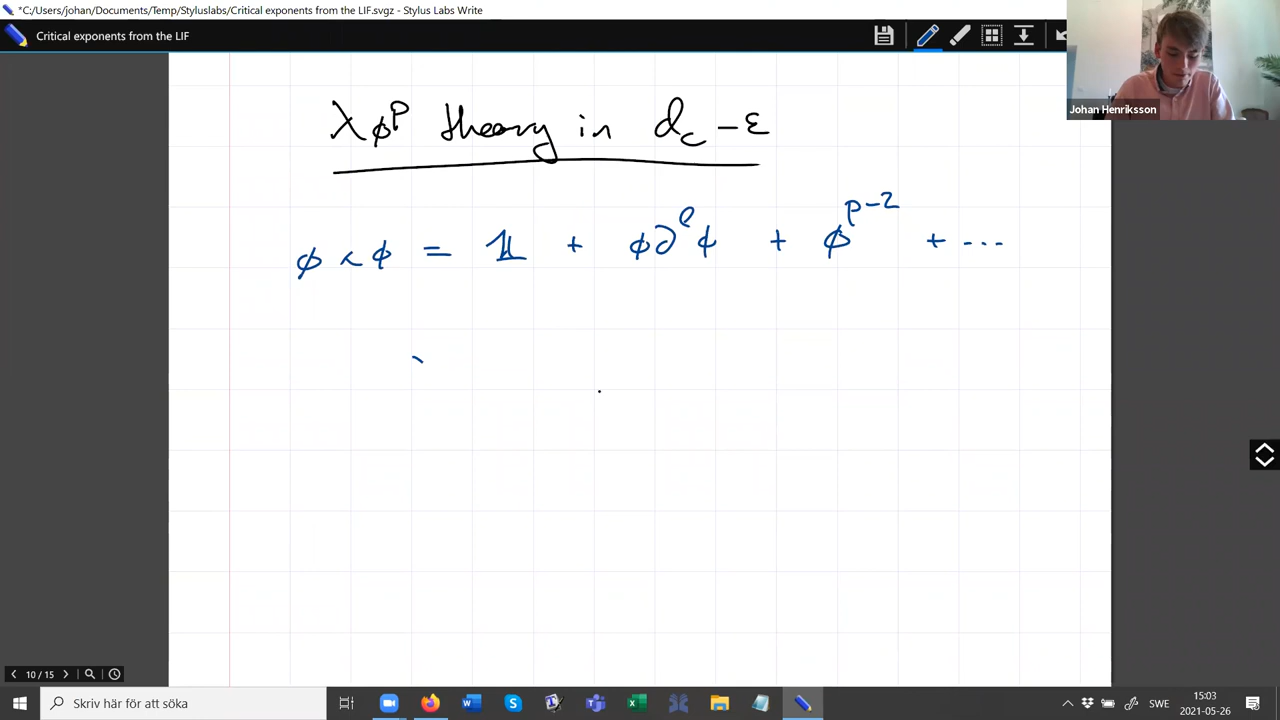 *C:/Users/johan/Documents/Temp/Styluslabs/Critical exponents from the LIF.svgz - Stylus Labs Write
Critical exponents from the LIF
Johan Henriksson
λφᵖ theory in d_c - ε
φ × φ = 𝟙 + φ∂^ℓφ + φ^{p-2} + ...
10 / 15
Skriv här för att söka
SWE
15:03
2021-05-26